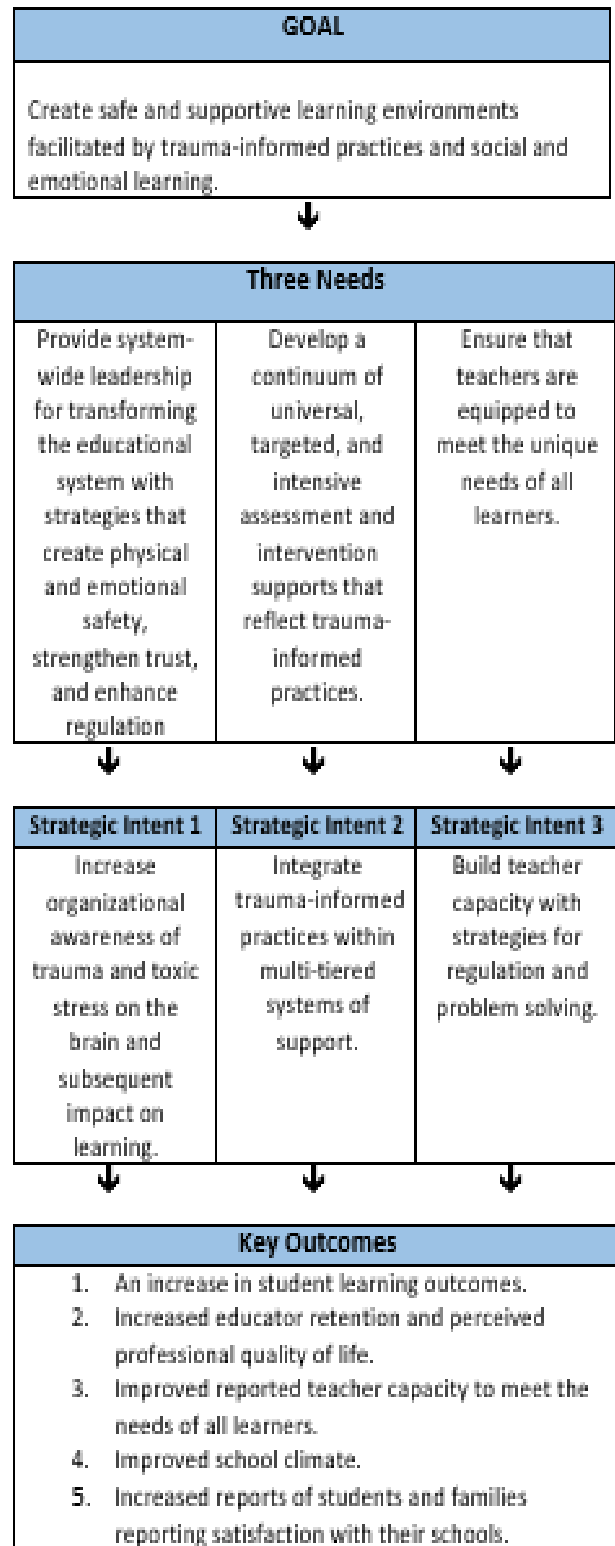 GOAL
Create safe and supportive learning environments
facilitated by trauma-informed practices and social and
emotional learning.
Three Needs
Provide system-
wide leadership
for transforming
the educational
system with
strategies that
create physical
and emotional
safety,
strengthen trust,
and enhance
regulation
Develop a
continuum of
universal,
targeted, and
intensive
assessment and
intervention
supports that
reflect trauma-
informed
practices.
Ensure that
teachers are
equipped to
meet the unique
needs of all
learners.
Strategic Intent 1
Increase
organizational
awareness of
trauma and toxic
stress on the
brain and
subsequent
impact on
learning.
Strategic Intent 2
Integrate
trauma-informed
practices within
multi-tiered
systems of
support.
Strategic Intent 3
Build teacher
capacity with
strategies for
regulation and
problem solving.
Key Outcomes
1. An increase in student learning outcomes.
2. Increased educator retention and perceived
professional quality of life.
3. Improved reported teacher capacity to meet the
needs of all learners.
4. Improved school climate.
5. Increased reports of students and families
reporting satisfaction with their schools.